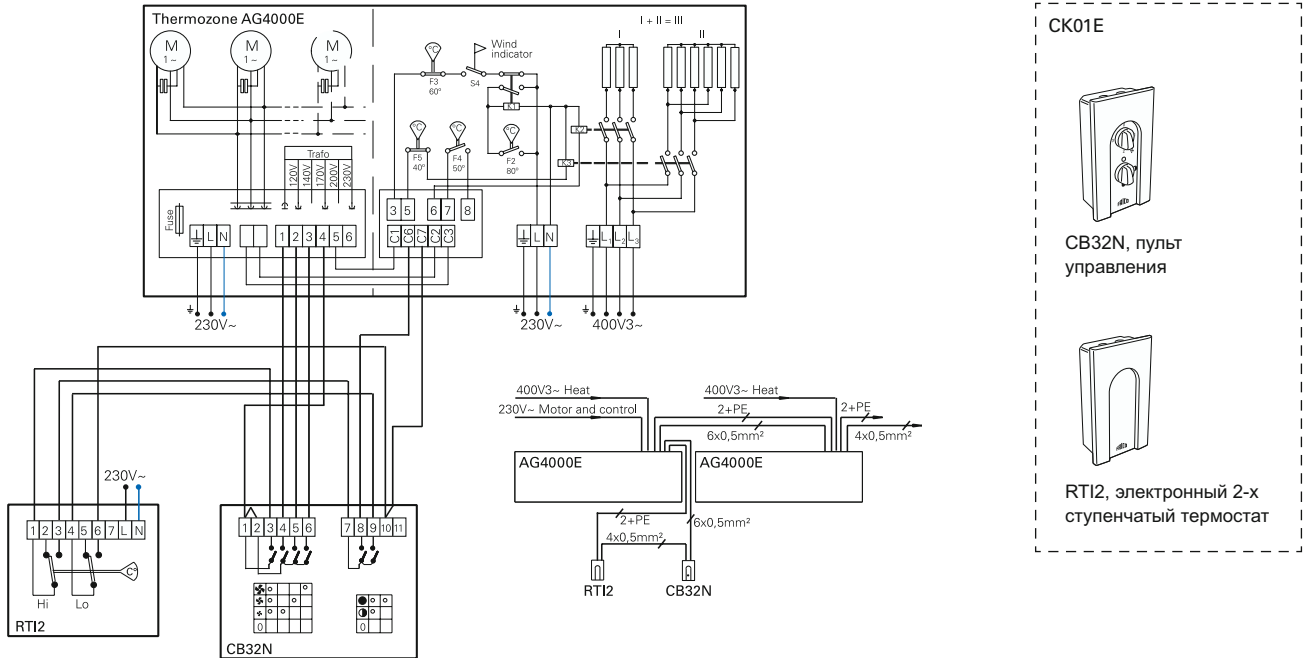 Thermozone AG4000E
M
1~
M
1~
M
1~
Trafo
120V
140V
170V
200V
230V
Fuse
L N
1 2 3 4 5 6
230V~
°C
F3
60°
Wind
indicator
S4
K1
°C
F5
40°
°C
F4
50°
°C
F2
80°
K2
K3
I + II = III
I
II
3 5 6 7 8
C1 C6 C7 C2 C3
L N
L1 L2 L3
230V~
400V3~
230V~
1 2 3 4 5 6 7 L N
C°
Hi
Lo
RTI2
1 2 3 4 5 6
7 8 9 10 11
0
0
CB32N
400V3~ Heat
230V~ Motor and control
400V3~ Heat
2+PE
2+PE
6x0,5mm²
4x0,5mm²
AG4000E
AG4000E
2+PE
6x0,5mm²
4x0,5mm²
RTI2
CB32N
CK01E
CB32N, пульт
управления
RTI2, электронный 2-х
ступенчатый термостат